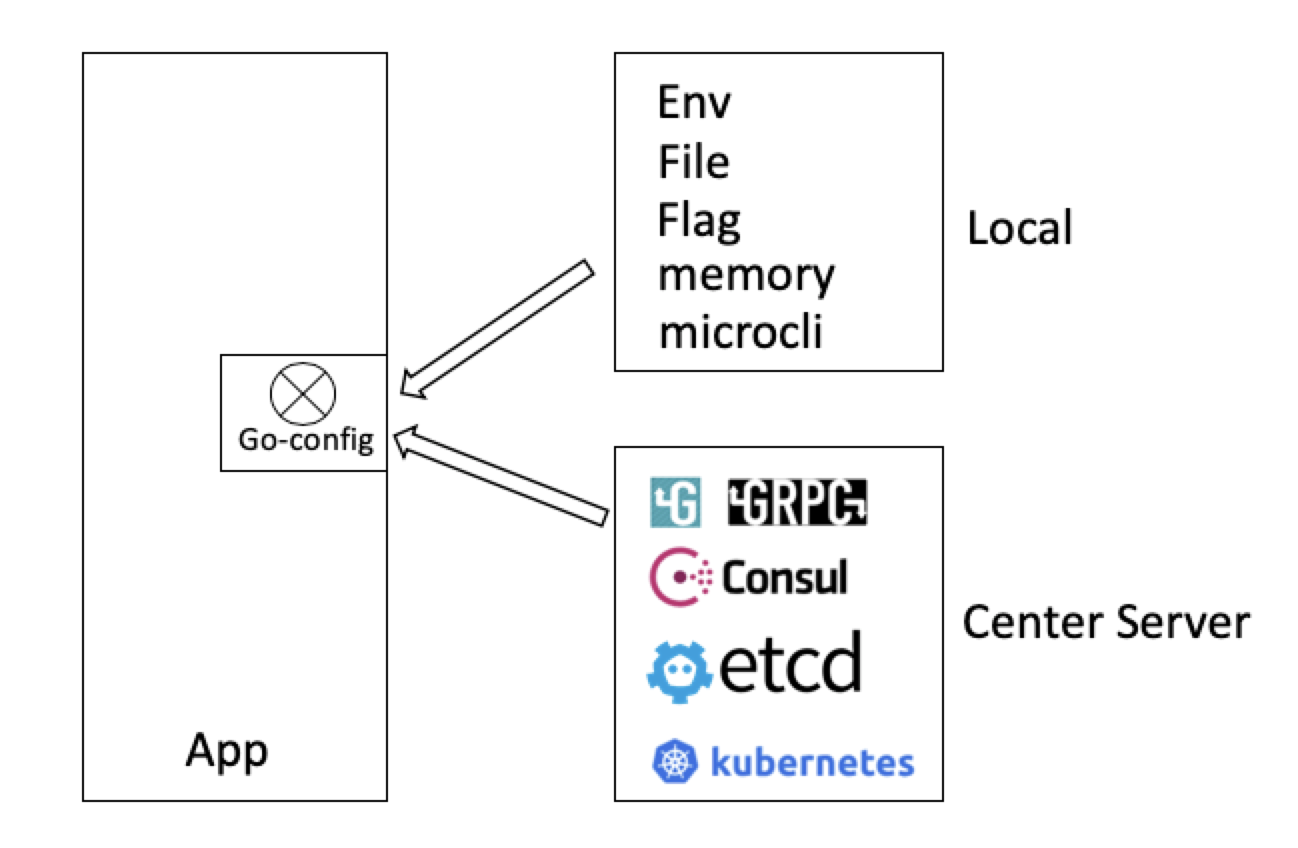 Env
File
Flag
memory
microcli
Local
Go-config
G GRPC
Consul
etcd
kubernetes
Center Server
App